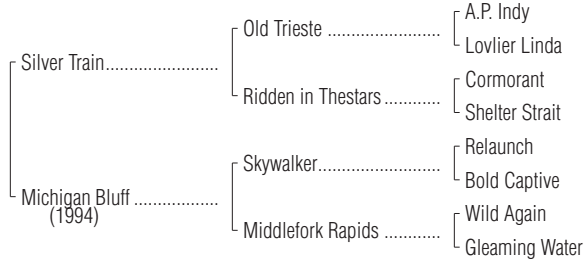 A.P. Indy
Old Trieste ......................
Lovlier Linda
Silver Train.......................
Cormorant
Ridden in Thestars ...........
Shelter Strait
Relaunch
Skywalker.........................
Bold Captive
Michigan Bluff .................
(1994)
Wild Again
Middlefork Rapids ............
Gleaming Water